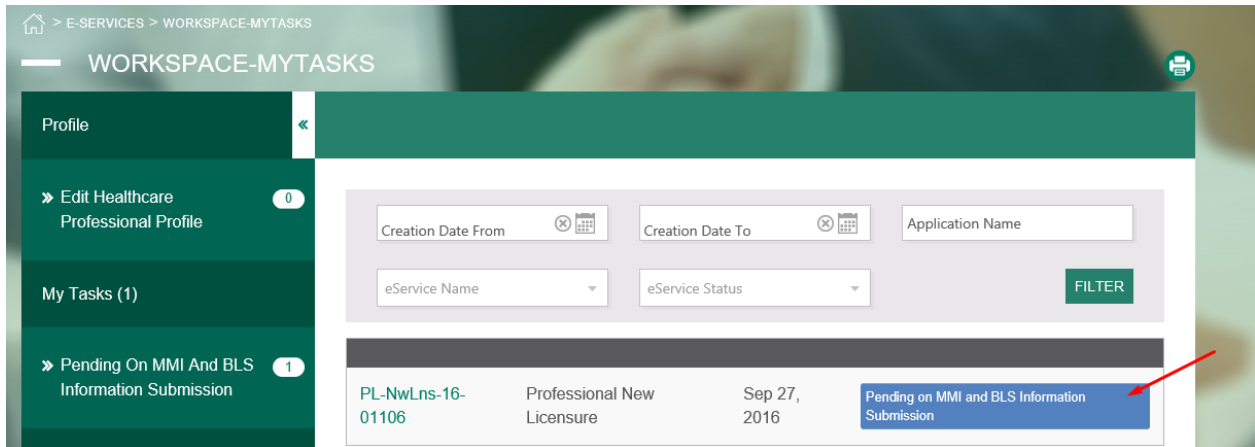 > E-SERVICES > WORKSPACE-MYTASKS
WORKSPACE-MYTASKS
Profile
Edit Healthcare
Professional Profile
0
My Tasks (1)
Pending On MMI And BLS
Information Submission
1
Creation Date From
Creation Date To
Application Name
eService Name
eService Status
FILTER
PL-NwLns-16-
01106
Professional New
Licensure
Sep 27,
2016
Pending on MMI and BLS Information
Submission